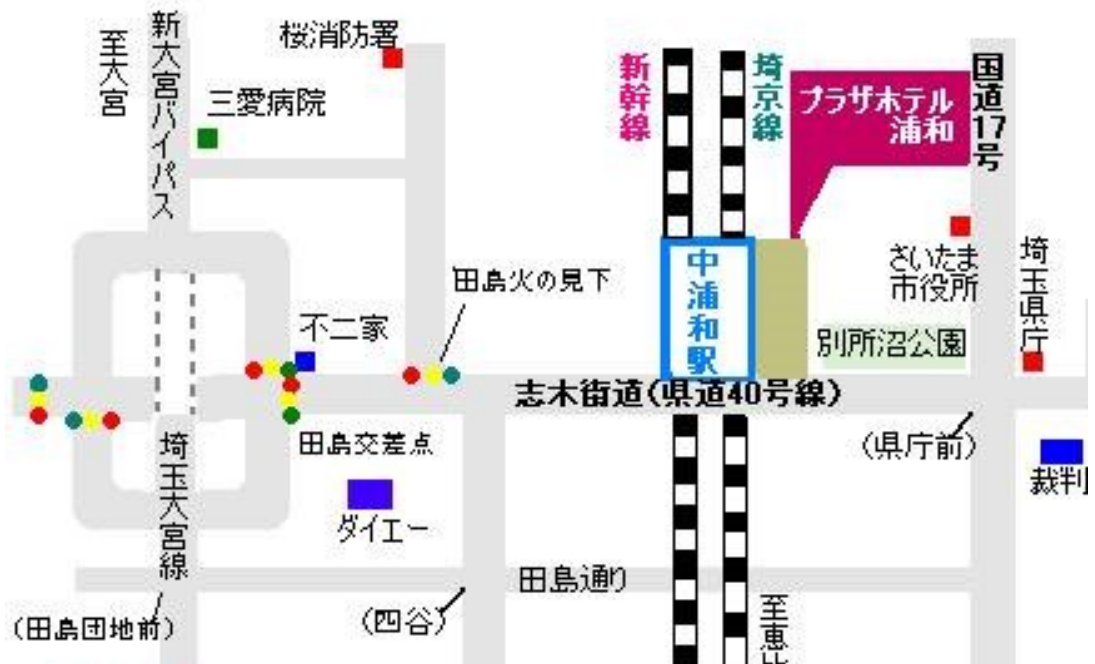 至大宮
新大宮バイパス
桜消防署
三愛病院
新幹線
埼京線
プラザホテル
浦和
国道17号
さいたま
市役所
埼玉県庁
田島火の見下
不二家
中浦和駅
別所沼公園
志木街道(県道40号線)
田島交差点
(県庁前)
裁判
埼玉大宮線
ダイエー
田島通り
(四谷)
(田島団地前)
至恵